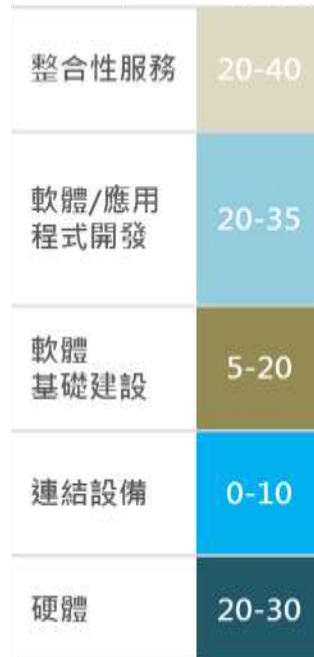 整合性服務
20-40
軟體/應用
程式開發
20-35
軟體
基礎建設
5-20
連結設備
0-10
硬體
20-30